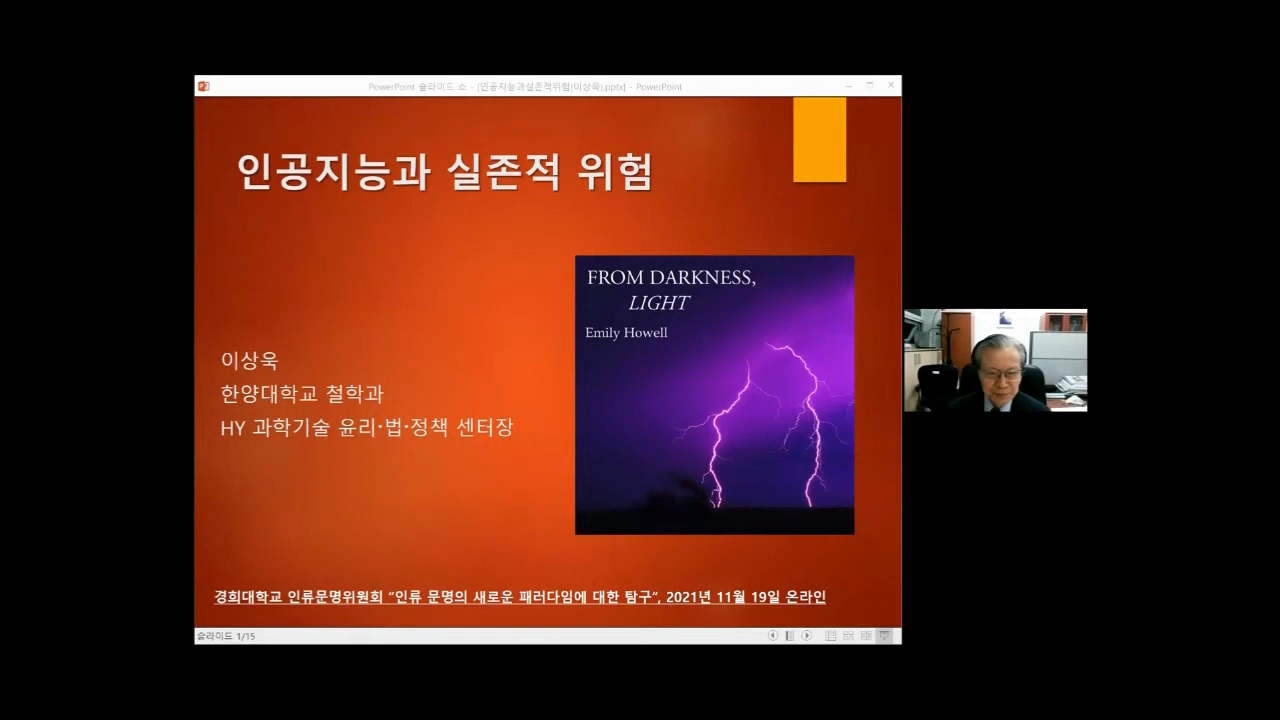 PowerPoint 슬라이드 쇼 - [인공지능과실존적위험(이상욱).pptx] - PowerPoint
인공지능과 실존적 위험
FROM DARKNESS,
LIGHT
Emily Howell
이상욱
한양대학교 철학과
HY 과학기술 윤리·법·정책 센터장
경희대학교 인류문명위원회 “인류 문명의 새로운 패러다임에 대한 탐구”, 2021년 11월 19일 온라인
슬라이드 1/15